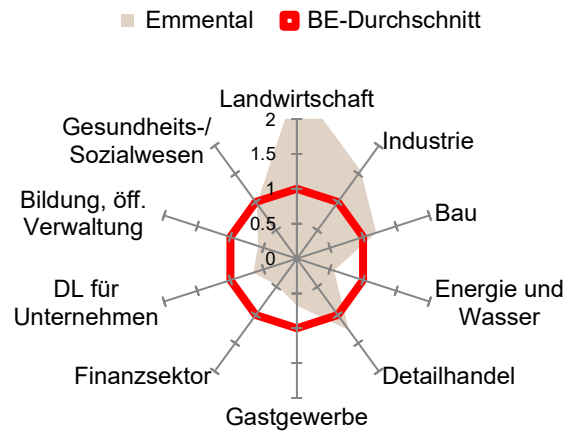 Emmental
BE-Durchschnitt
Landwirtschaft
2
1.5
1
0.5
0
Industrie
Bau
Energie und
Wasser
Detailhandel
Gastgewerbe
Finanzsektor
DL für
Unternehmen
Bildung, öff.
Verwaltung
Gesundheits-/
Sozialwesen